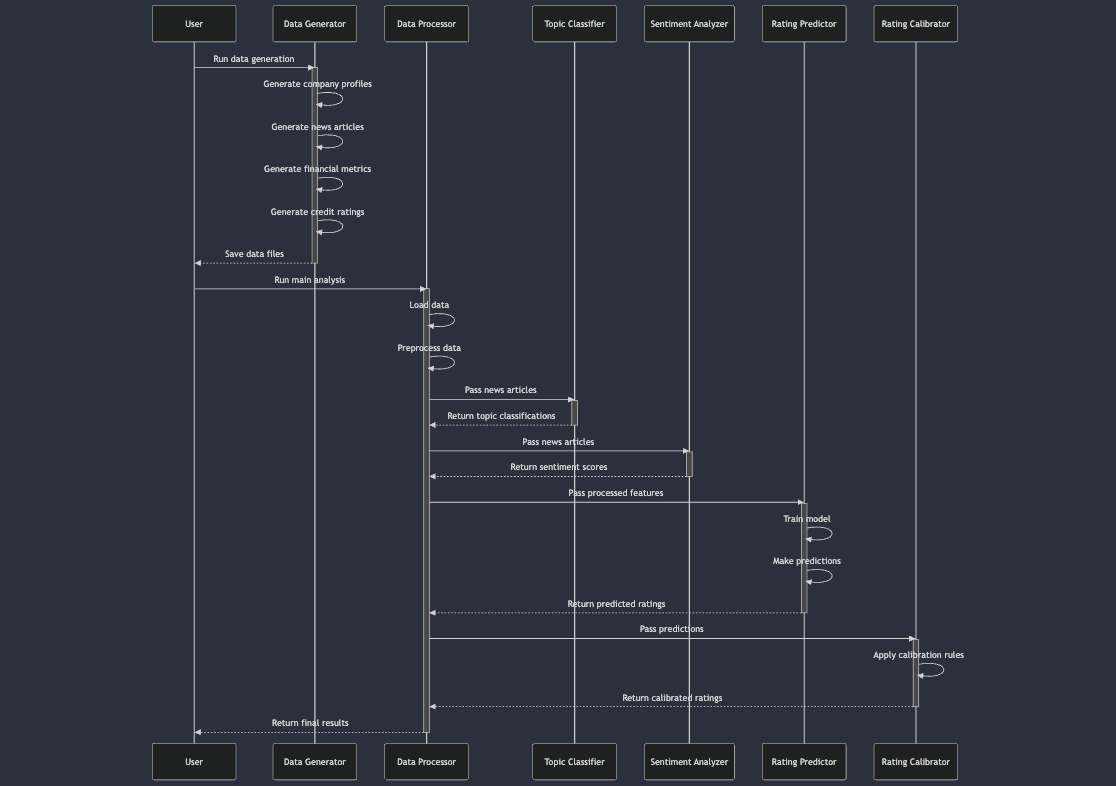 User
Data Generator
Data Processor
Topic Classifier
Sentiment Analyzer
Rating Predictor
Rating Calibrator
Run data generation
Generate company profiles
Generate news articles
Generate financial metrics
Generate credit ratings
Save data files
Run main analysis
Load data
Preprocess data
Pass news articles
Return topic classifications
Pass news articles
Return sentiment scores
Pass processed features
Train model
Make predictions
Return predicted ratings
Pass predictions
Apply calibration rules
Return calibrated ratings
Return final results
User
Data Generator
Data Processor
Topic Classifier
Sentiment Analyzer
Rating Predictor
Rating Calibrator